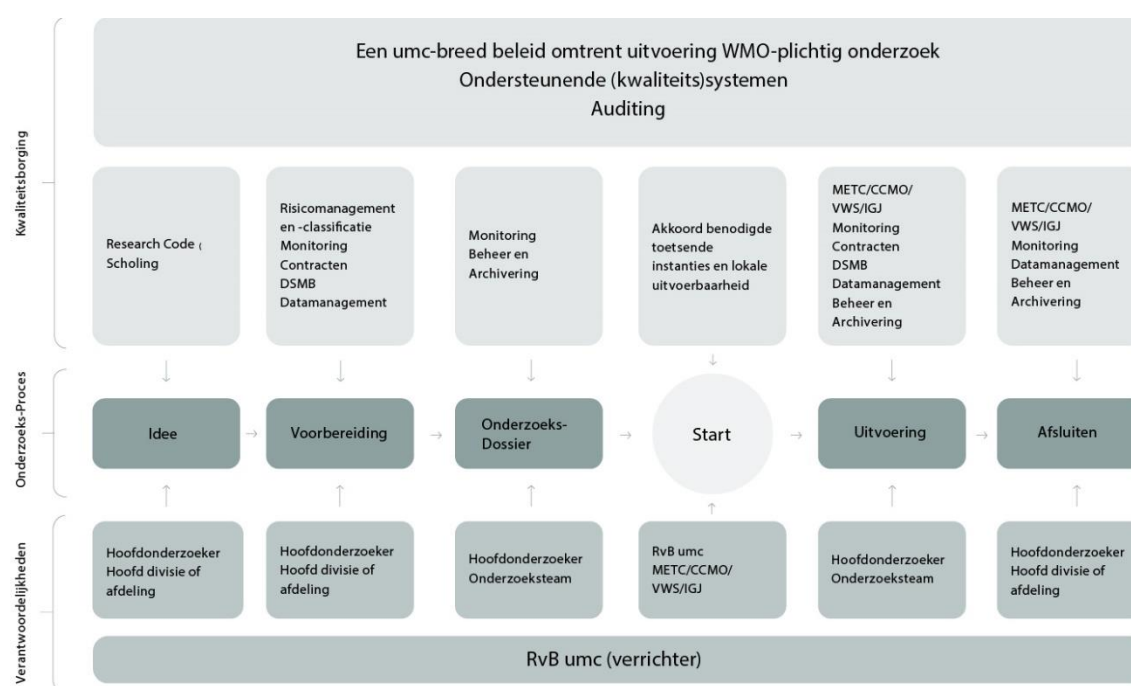 Een umc-breed beleid omtrent uitvoering WMO-plichtig onderzoek
Ondersteunende (kwaliteits)systemen
Auditing
Kwaliteitsborging
Research Code (
Scholing
Risicomanagement
en -classificatie
Monitoring
Contracten
DSMB
Datamanagement
Monitoring
Beheer en
Archivering
Akkoord benodigde
toetsende
instanties en lokale
uitvoerbaarheid
METC/CCMO/
VWS/IGJ
Monitoring
Contracten
DSMB
Datamanagement
Beheer en
Archivering
METC/CCMO/
VWS/IGJ
Monitoring
Datamanagement
Beheer en
Archivering
Onderzoeks-Proces
Idee
Voorbereiding
Onderzoeks-
Dossier
Start
Uitvoering
Afsluiten
Verantwoordelijkheden
Hoofdonderzoeker
Hoofd divisie of
afdeling
Hoofdonderzoeker
Hoofd divisie of
afdeling
Hoofdonderzoeker
Onderzoeksteam
RvB umc
METC/CCMO/
VWS/IGJ
Hoofdonderzoeker
Onderzoeksteam
Hoofdonderzoeker
Hoofd divisie of
afdeling
RvB umc (verrichter)